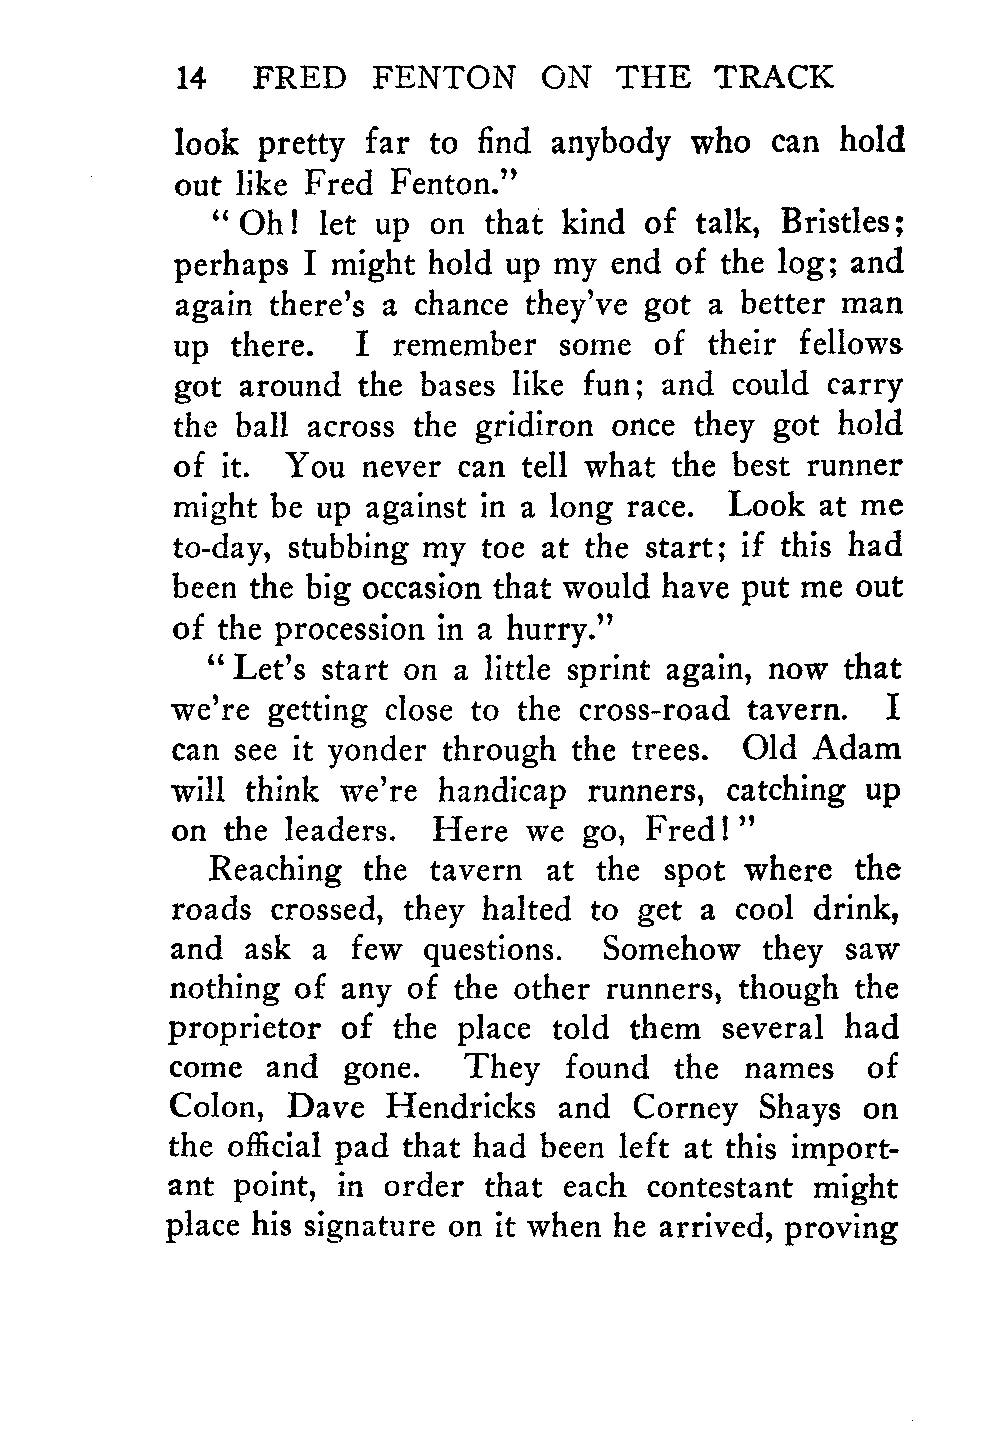 14 FRED FENTON ON THE TRACK
look pretty far to find anybody who can hold
out like Fred Fenton."
"Oh! let up on that kind of talk, Bristles;
perhaps I might hold up my end of the log; and
again there's a chance they've got a better man
up there. I remember some of their fellows
got around the bases like fun; and could carry
the ball across the gridiron once they got hold
of it. You never can tell what the best runner
might be up against in a long race. Look at me
to-day, stubbing my toe at the start; if this had
been the big occasion that would have put me out
of the procession in a hurry."
"Let's start on a little sprint again, now that
we're getting close to the cross-road tavern. I
can see it yonder through the trees. Old Adam
will think we're handicap runners, catching up
on the leaders. Here we go, Fred!"
Reaching the tavern at the spot where the
roads crossed, they halted to get a cool drink,
and ask a few questions. Somehow they saw
nothing of any of the other runners, though the
proprietor of the place told them several had
come and gone. They found the names of
Colon, Dave Hendricks and Corney Shays on
the official pad that had been left at this import-
ant point, in order that each contestant might
place his signature on it when he arrived, proving